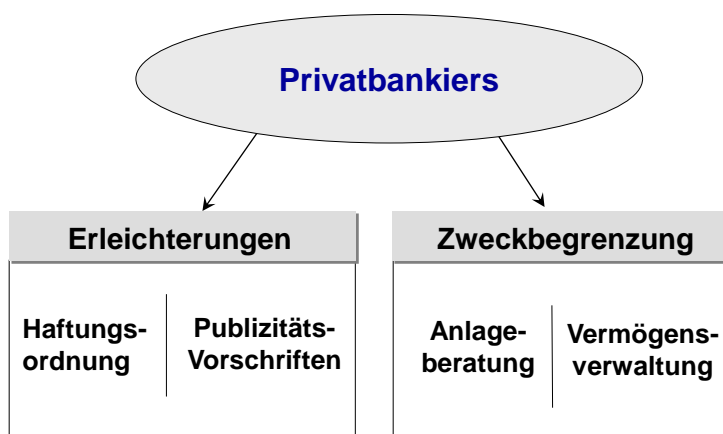 Privatbankiers
Erleichterungen
Zweckbegrenzung
Haftungs-
ordnung
Publizitäts-
Vorschriften
Anlage-
beratung
Vermögens-
verwaltung